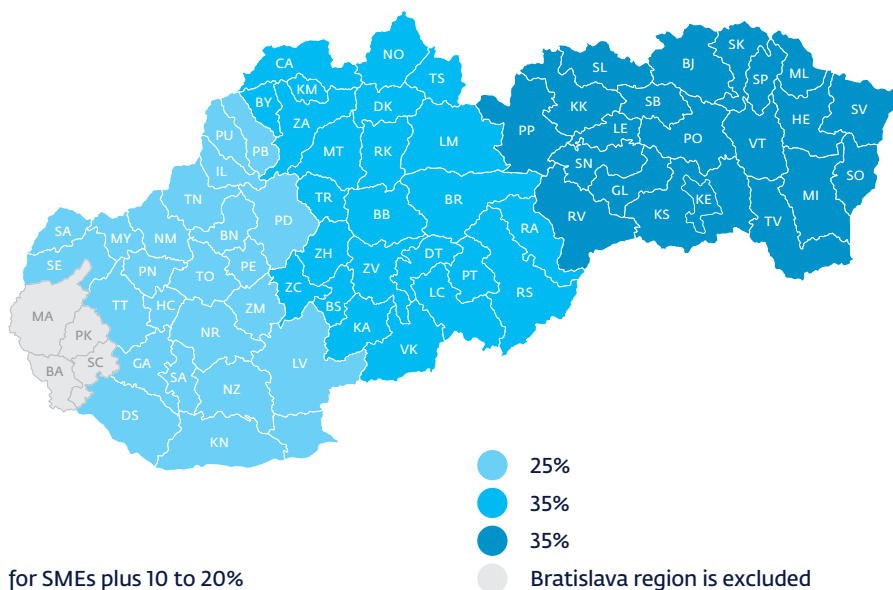 NO
CA
SK
BJ
SL
TS
SP
ML
KM
BY
DK
KK
SB
SV
ZA
HE
PP
LE
PU
PO
LM
VT
MT
RK
PB
SN
IL
SO
GL
KE
MI
TN
TR
BR
RV
KS
BB
TV
PD
RA
SA
MY
NM
BN
DT
ZH
SE
PN
PE
ZV
TO
PT
ZC
LC
RS
TT
HC
ZM
BS
MA
KA
NR
PK
VK
SC
GA
LV
BA
SA
NZ
DS
KN
25%
35%
35%
for SMEs plus 10 to 20%
Bratislava region is excluded